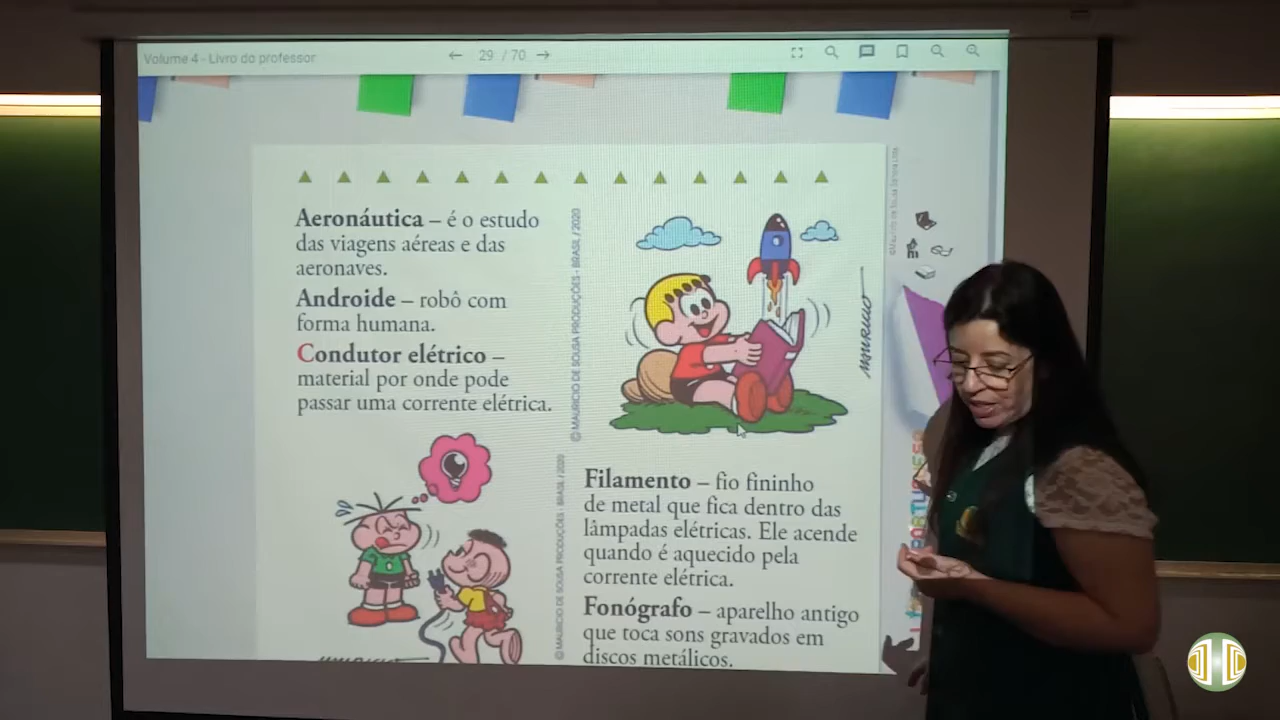 Volume 4 - Livro do professor
← 29 / 70 →
Aeronáutica – é o estudo
das viagens aéreas e das
aeronaves.
Androide – robô com
forma humana.
Condutor elétrico –
material por onde pode
passar uma corrente elétrica.
© MAURICIO DE SOUSA PRODUÇÕES - BRASIL / 2020
MAURICIO
© MAURICIO DE SOUSA PRODUÇÕES - BRASIL / 2020
Filamento – fio fininho
de metal que fica dentro das
lâmpadas elétricas. Ele acende
quando é aquecido pela
corrente elétrica.
Fonógrafo – aparelho antigo
que toca sons gravados em
discos metálicos.